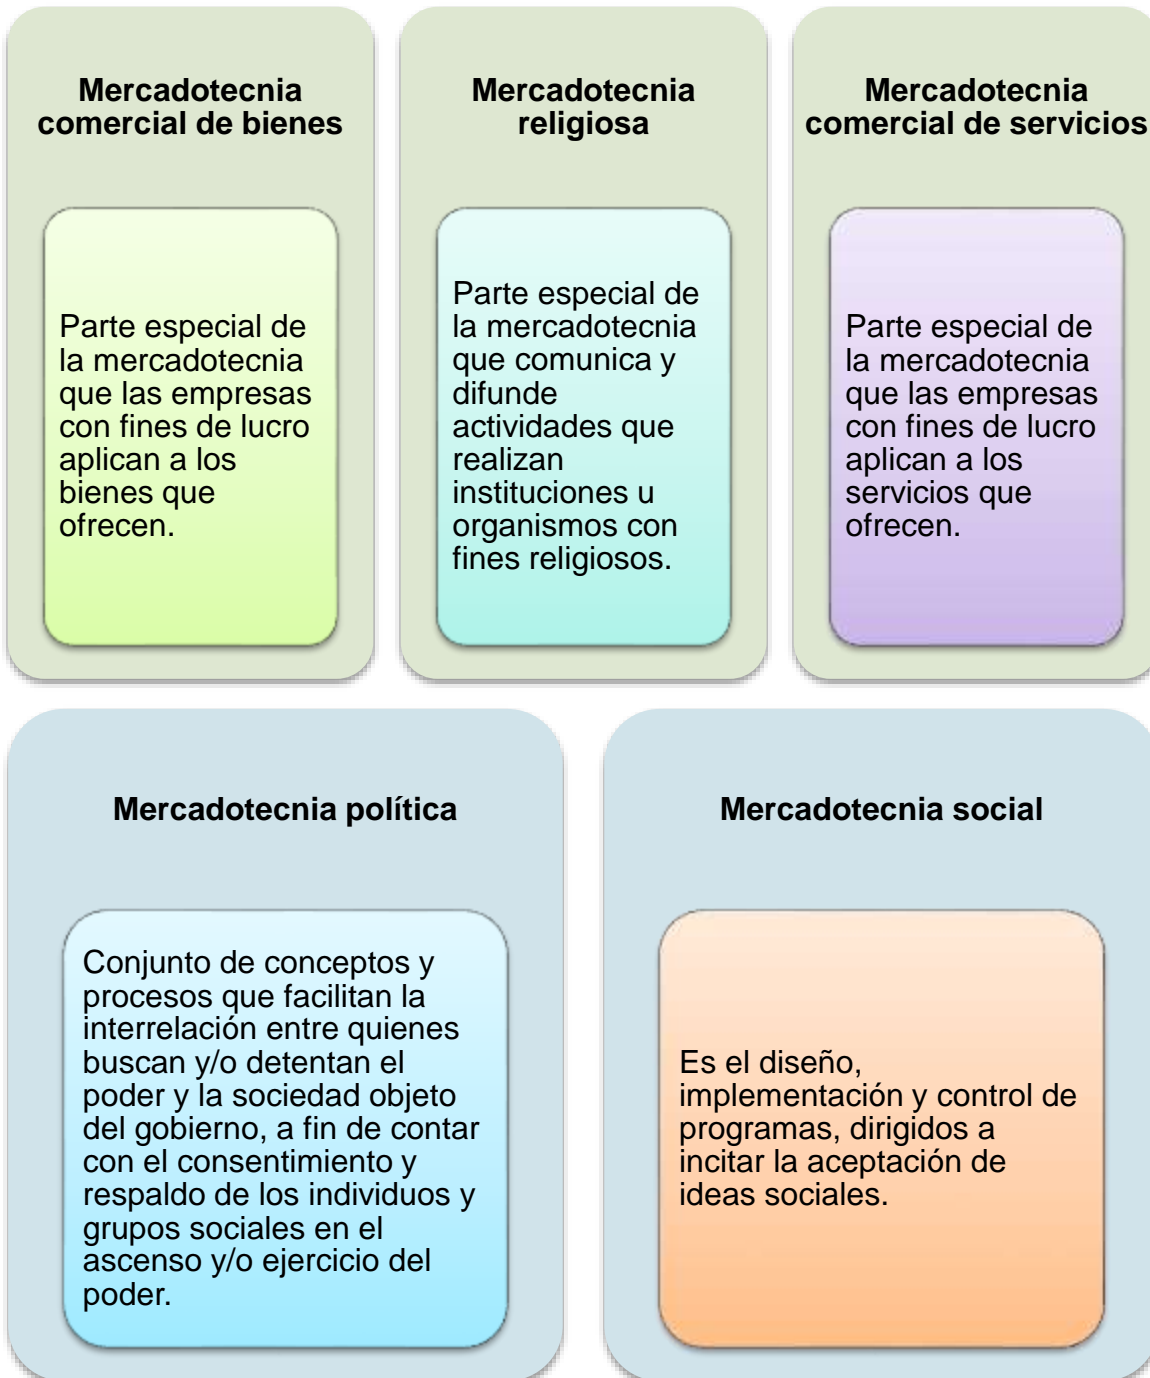 Mercadotecnia
comercial de bienes
Parte especial de
la mercadotecnia
que las empresas
con fines de lucro
aplican a los
bienes que
ofrecen.
Mercadotecnia
religiosa
Parte especial de
la mercadotecnia
que comunica y
difunde
actividades que
realizan
instituciones u
organismos con
fines religiosos.
Mercadotecnia
comercial de servicios
Parte especial de
la mercadotecnia
que las empresas
con fines de lucro
aplican a los
servicios que
ofrecen.
Mercadotecnia política
Conjunto de conceptos y
procesos que facilitan la
interrelación entre quienes
buscan y/o detentan el
poder y la sociedad objeto
del gobierno, a fin de contar
con el consentimiento y
respaldo de los individuos y
grupos sociales en el
ascenso y/o ejercicio del
poder.
Mercadotecnia social
Es el diseño,
implementación y control de
programas, dirigidos a
incitar la aceptación de
ideas sociales.